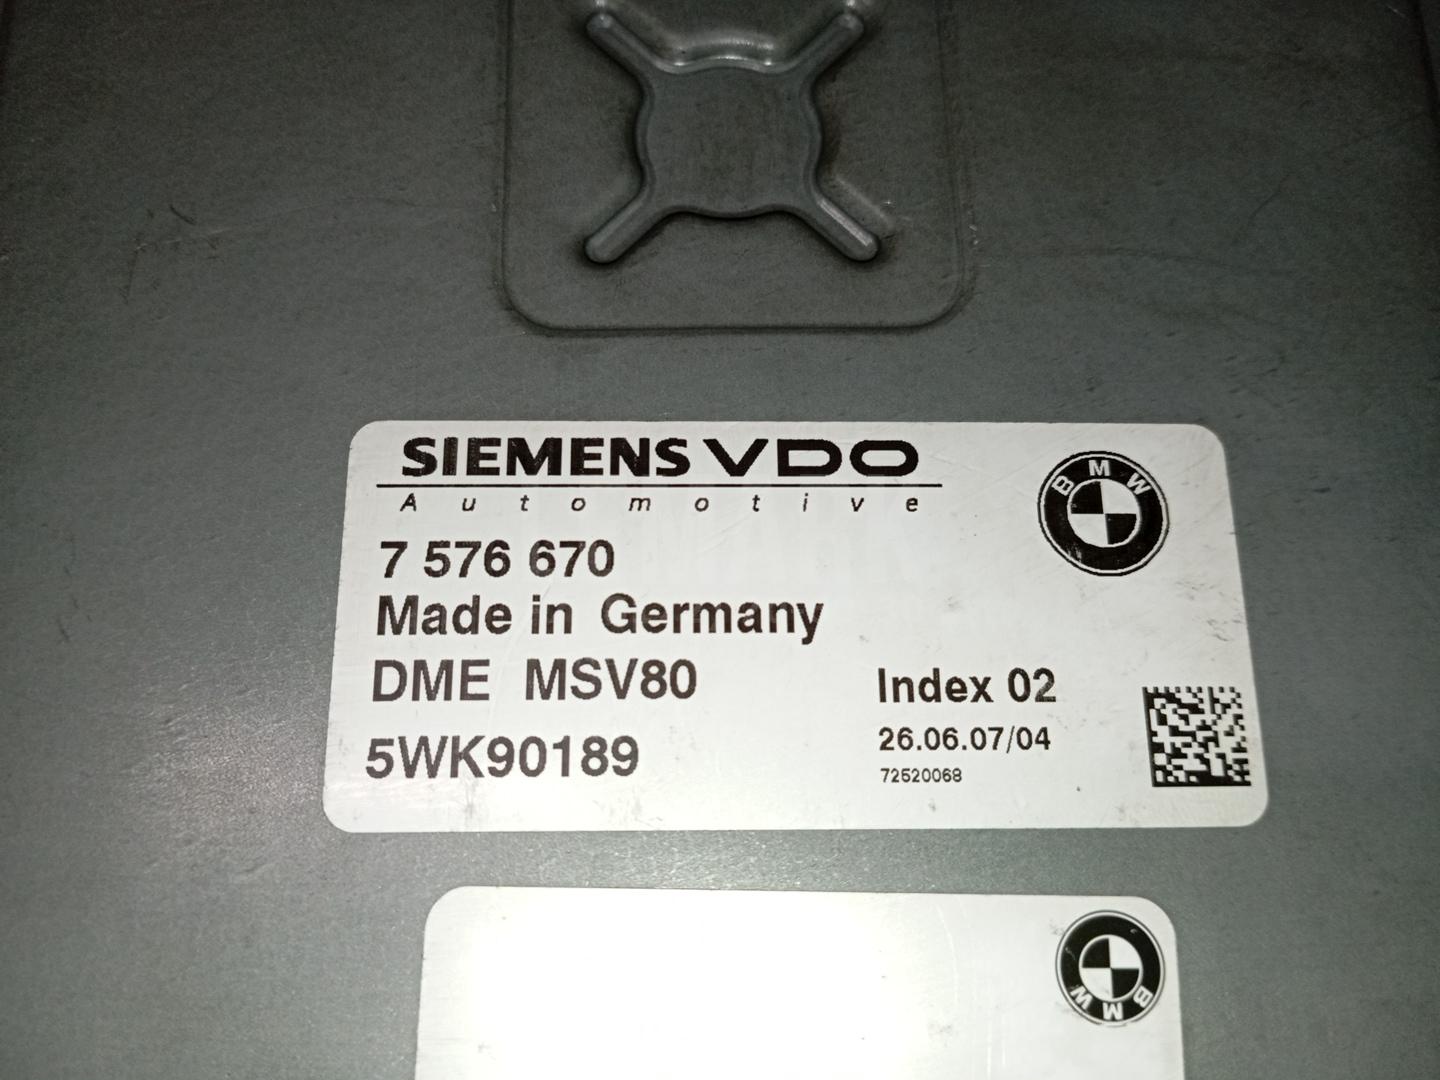 SIEMENS VDO
Automotive
BMW
7 576 670
Made in Germany
DME MSV80
Index 02
26.06.07/04
5WK90189
72520068
BMW